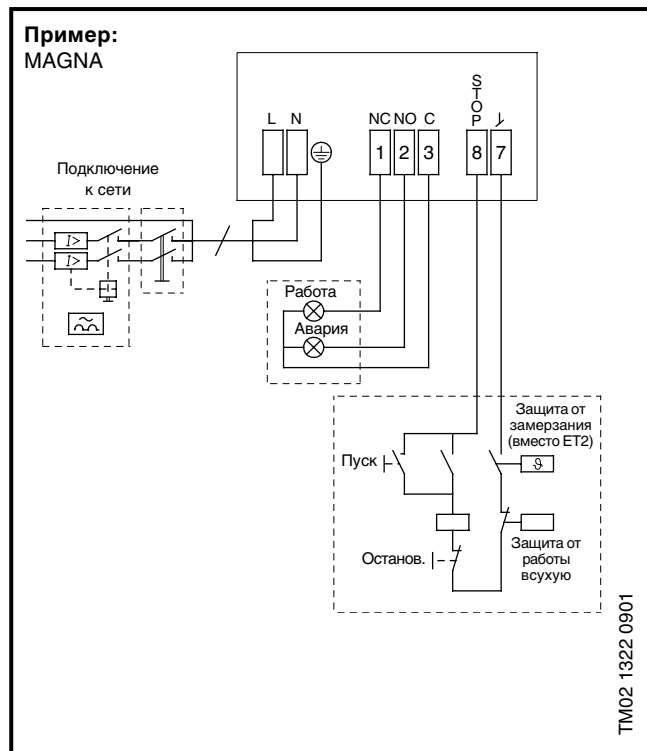 Пример:
MAGNA
STOP
L N NC NO C
1 2 3 8 7
Подключение
к сети
I>
I>
Работа
Авария
Защита от
замерзания
(вместо ET2)
Пуск
ϑ
Останов.
Защита от
работы
всухую
TM02 1322 0901